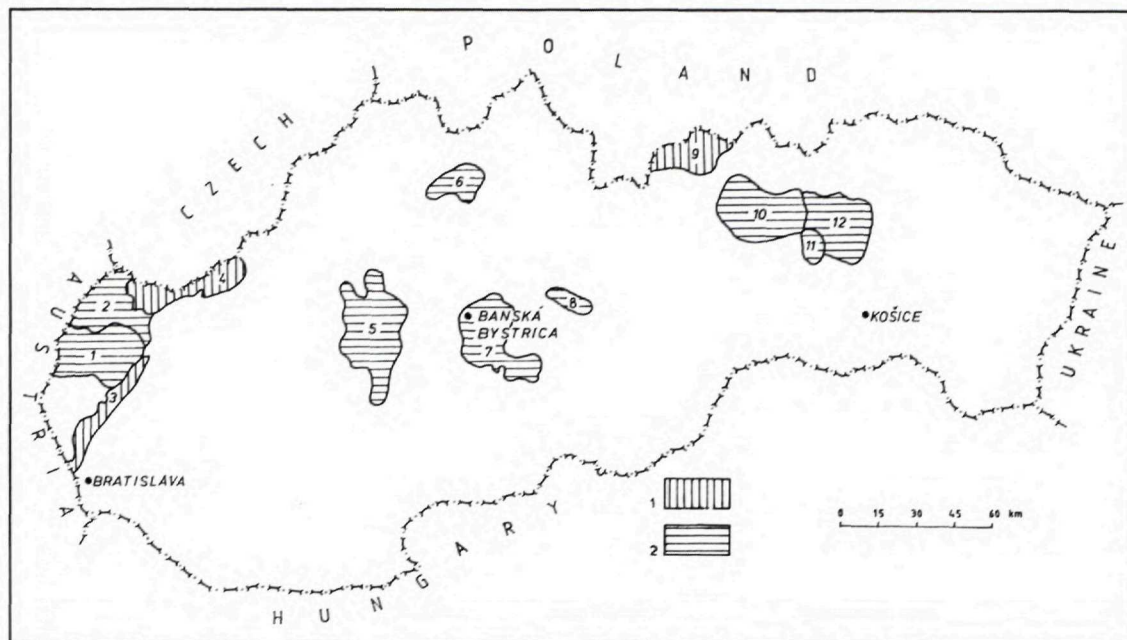 POLAND
CZECH
AUSTRIA
UKRAINE
HUNGARY
9
6
10
12
11
4
2
8
5
BANSKÁ
BYSTRICA
7
KOŠICE
1
3
BRATISLAVA
1
2
0 15 30 45 60 km